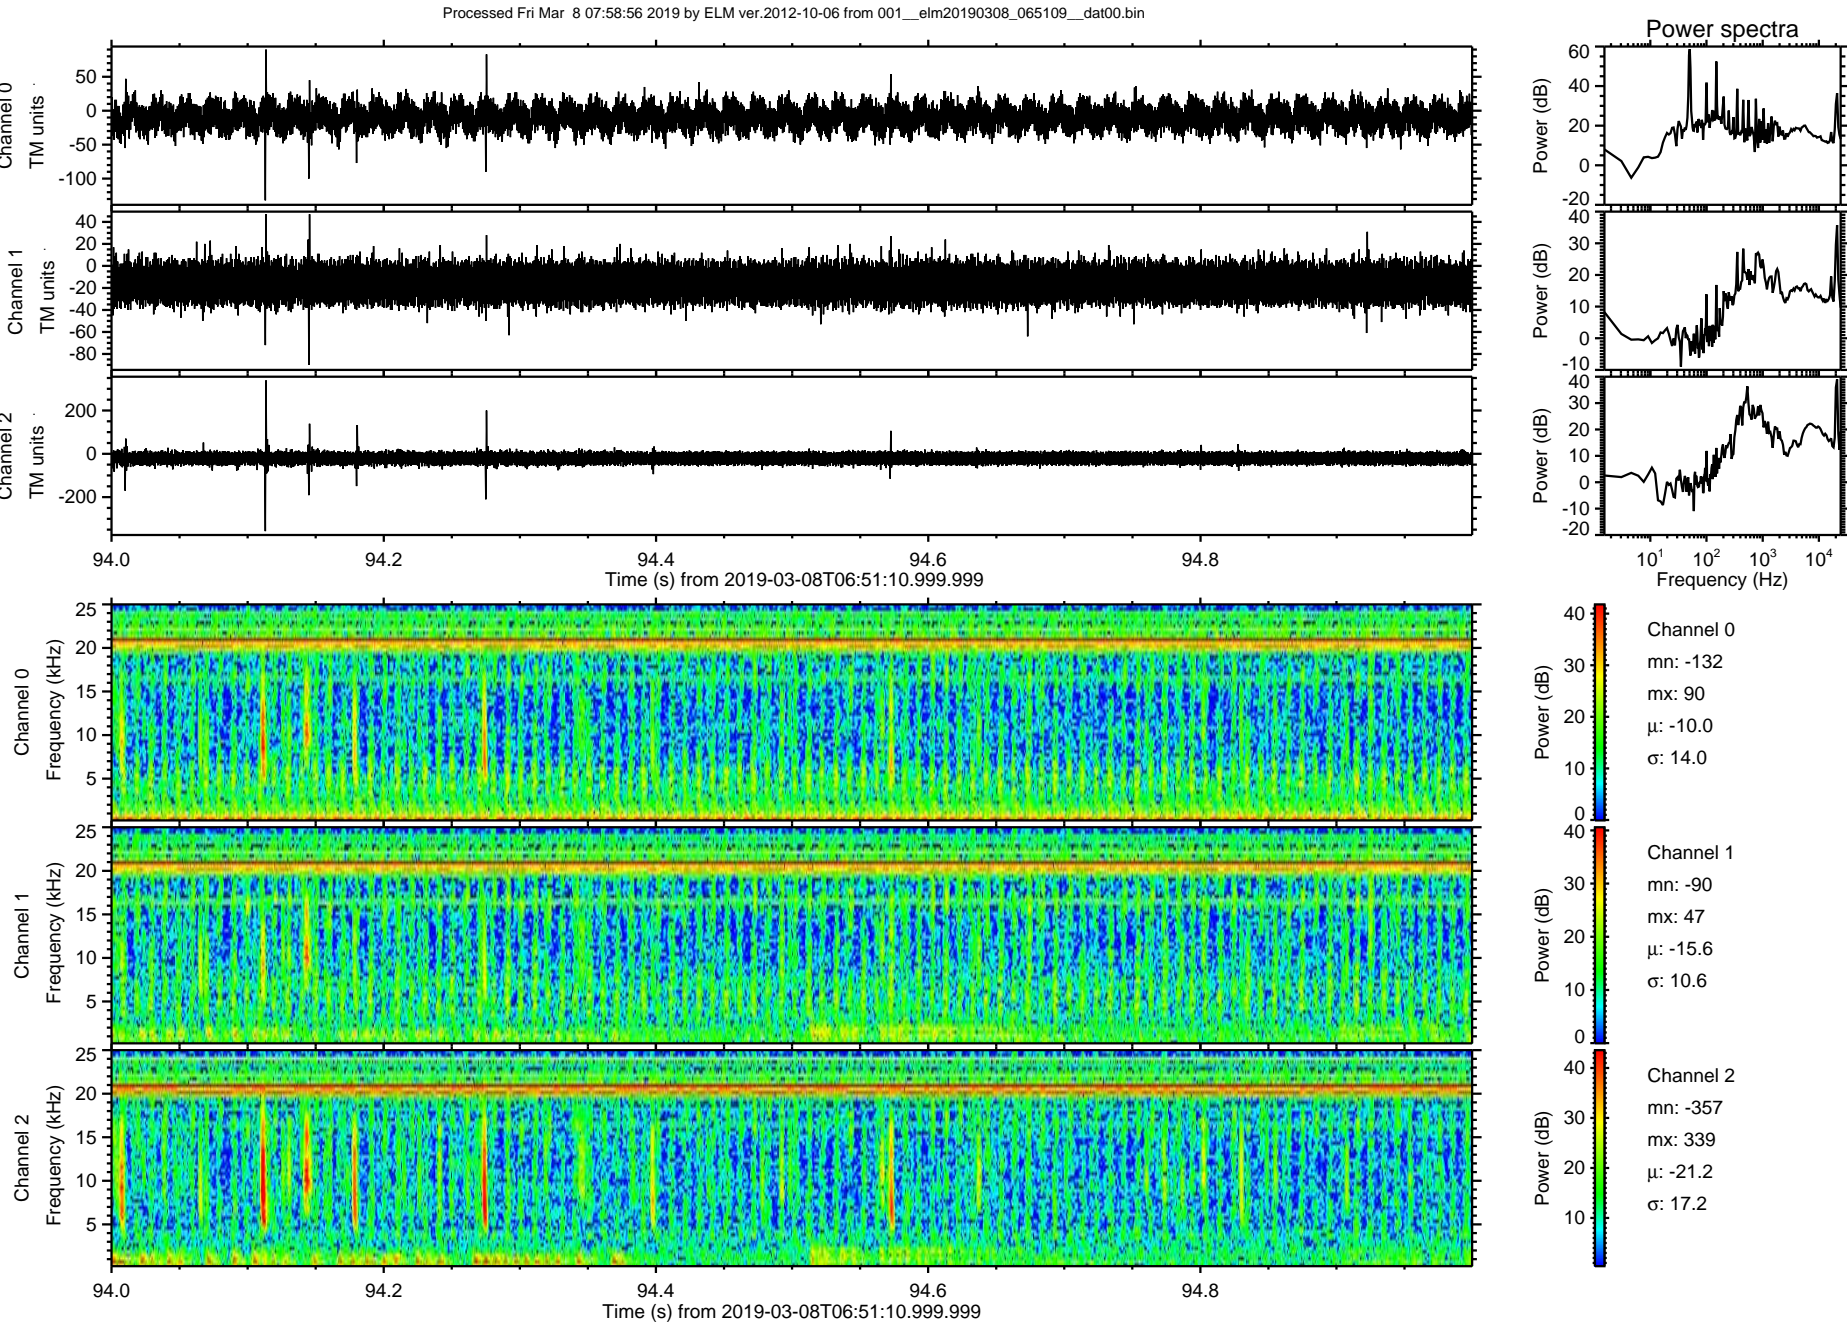 Processed Fri Mar 8 07:58:56 2019 by ELM ver.2012-10-06 from 001__elm20190308_065109__dat00.bin
Power spectra
Channel 0
TM units
50
0
-50
-100
Power (dB)
60
40
20
0
-20
Channel 1
TM units
40
20
0
-20
-40
-60
-80
Power (dB)
40
30
20
10
0
-10
Channel 2
TM units
200
0
-200
Power (dB)
40
30
20
10
0
-10
-20
94.0 94.2 94.4 94.6 94.8
Time (s) from 2019-03-08T06:51:10.999.999
10¹ 10² 10³ 10⁴
Frequency (Hz)
Channel 0
Frequency (kHz)
25
20
15
10
5
Power (dB)
40
30
20
10
0
Channel 0
mn: -132
mx: 90
μ: -10.0
σ: 14.0
Channel 1
Frequency (kHz)
25
20
15
10
5
Power (dB)
40
30
20
10
0
Channel 1
mn: -90
mx: 47
μ: -15.6
σ: 10.6
Channel 2
Frequency (kHz)
25
20
15
10
5
Power (dB)
40
30
20
10
Channel 2
mn: -357
mx: 339
μ: -21.2
σ: 17.2
94.0 94.2 94.4 94.6 94.8
Time (s) from 2019-03-08T06:51:10.999.999